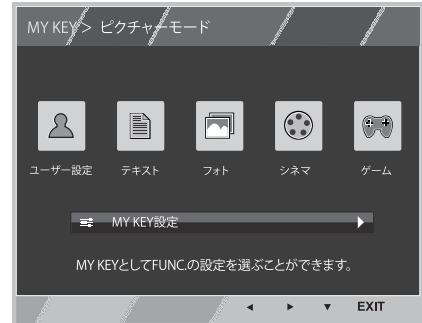 MY KEY> ピクチャーモード
ユーザー設定 テキスト フォト シネマ ゲーム
MY KEY設定
MY KEYとしてFUNC.の設定を選ぶことができます。
EXIT